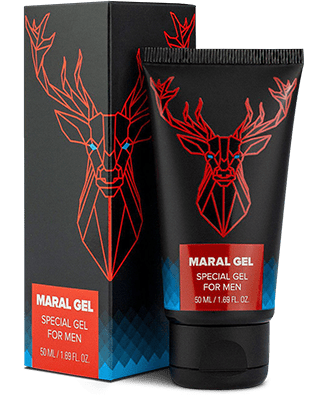 MARAL GEL
SPECIAL GEL
FOR MEN
50 ML / 1.69 FL. OZ.
MARAL GEL
SPECIAL GEL
FOR MEN
50 ML / 1.69 FL. OZ.